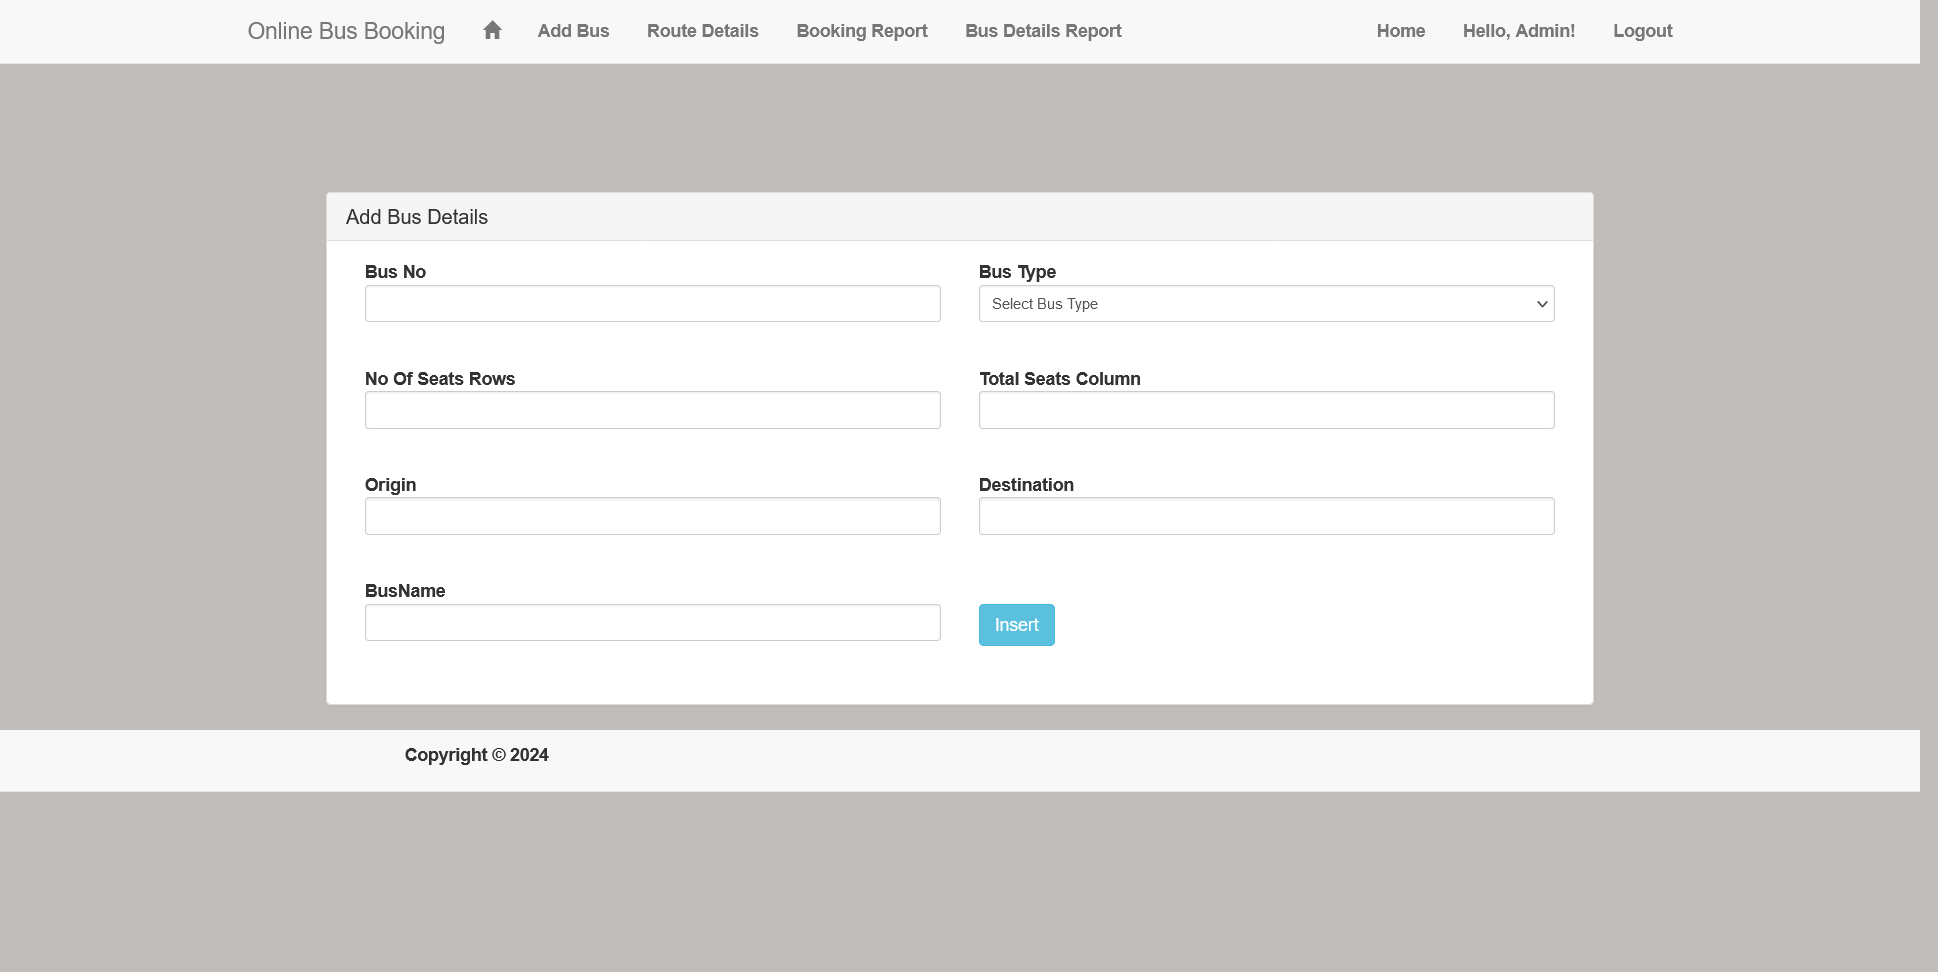 Online Bus Booking Add Bus Route Details Booking Report Bus Details Report Home Hello, Admin! Logout
Add Bus Details
Bus No Bus Type
Select Bus Type
No Of Seats Rows Total Seats Column
Origin Destination
BusName
Insert
Copyright © 2024